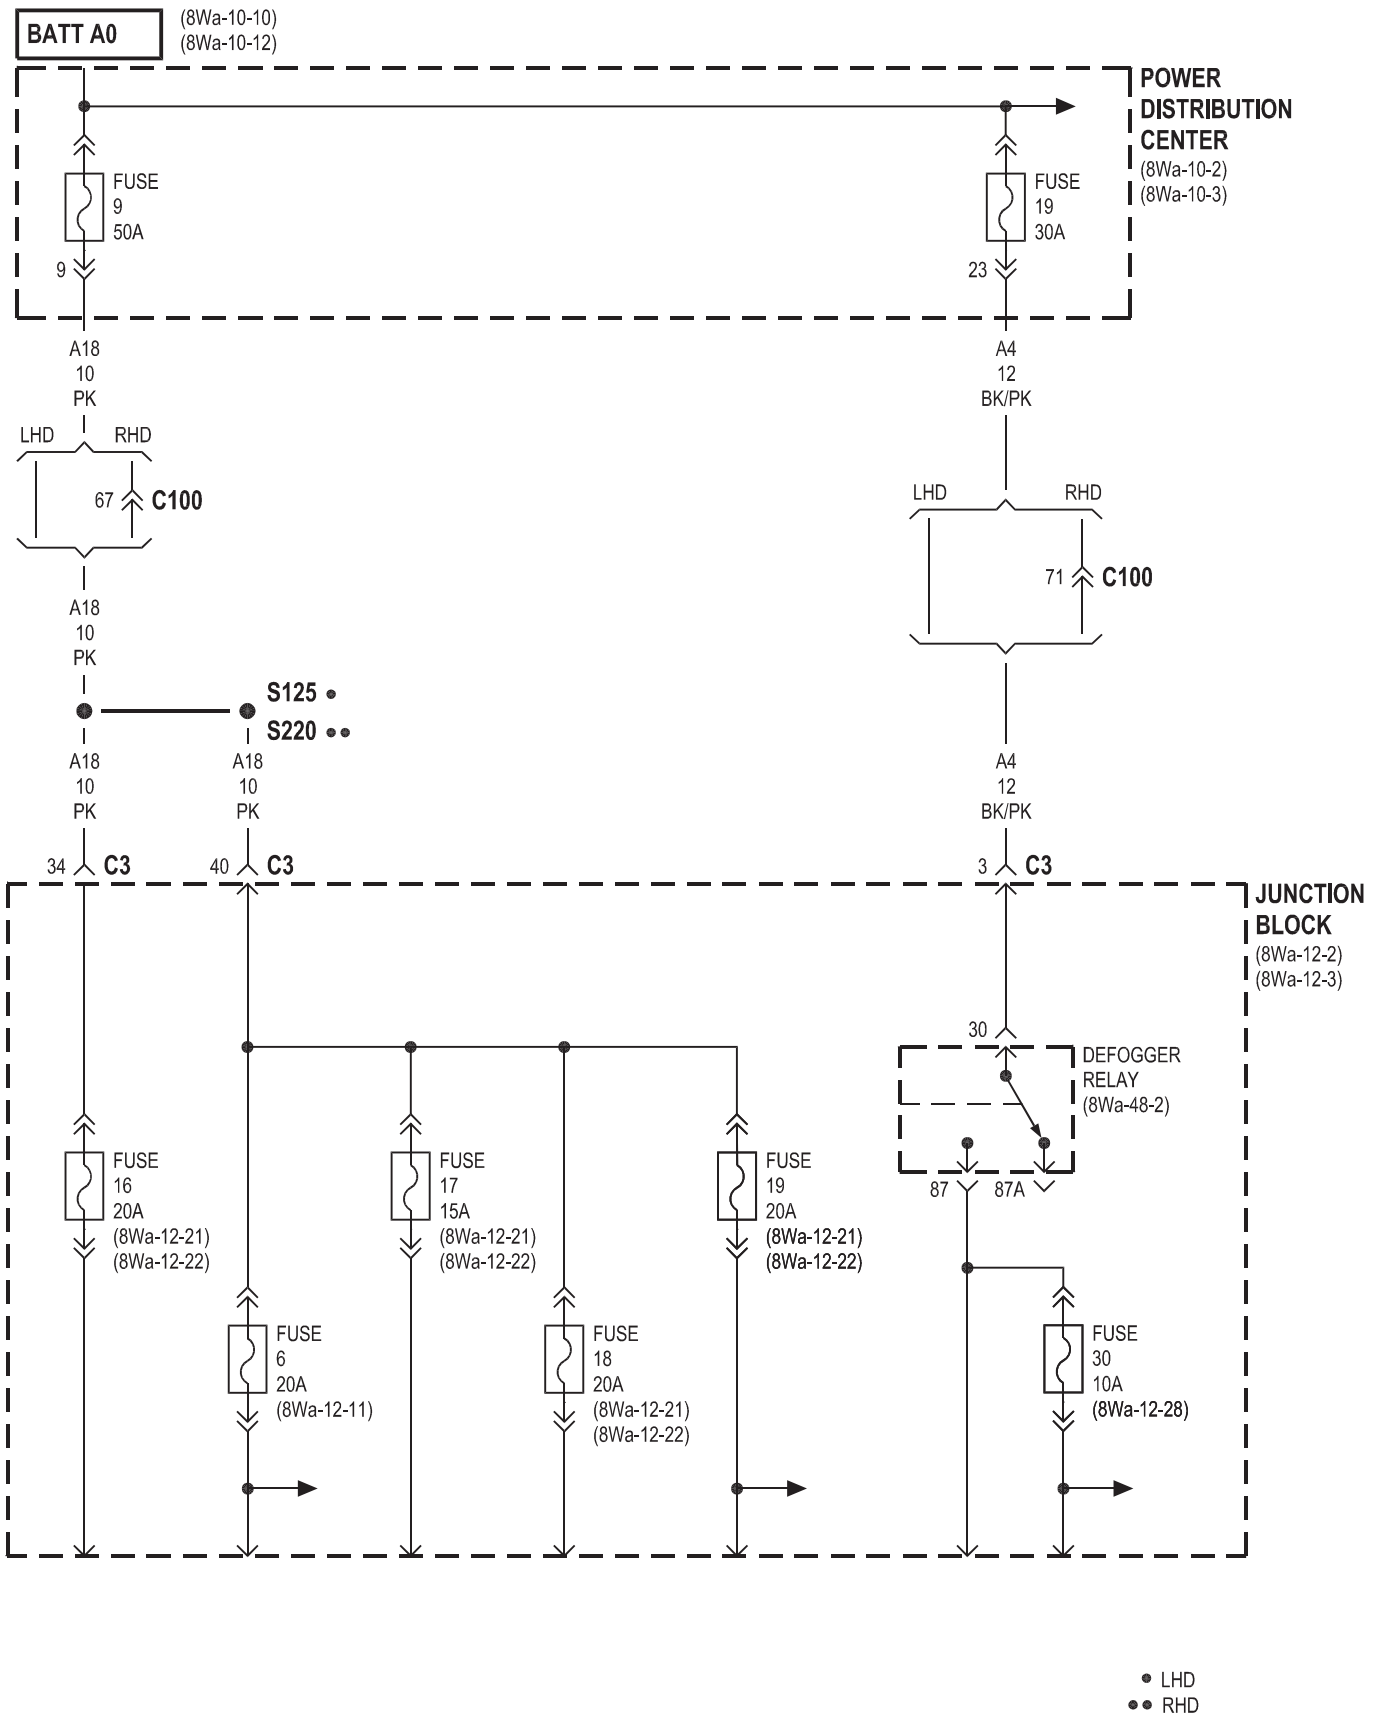 BATT A0
(8Wa-10-10)
(8Wa-10-12)
POWER
DISTRIBUTION
CENTER
(8Wa-10-2)
(8Wa-10-3)
FUSE
9
50A
9
FUSE
19
30A
23
A18
10
PK
A4
12
BK/PK
LHD
RHD
67
C100
LHD
RHD
71
C100
A18
10
PK
S125
S220
A18
10
PK
A18
10
PK
A4
12
BK/PK
34
C3
40
C3
3
C3
JUNCTION
BLOCK
(8Wa-12-2)
(8Wa-12-3)
30
DEFOGGER
RELAY
(8Wa-48-2)
87
87A
FUSE
16
20A
(8Wa-12-21)
(8Wa-12-22)
FUSE
17
15A
(8Wa-12-21)
(8Wa-12-22)
FUSE
19
20A
(8Wa-12-21)
(8Wa-12-22)
FUSE
6
20A
(8Wa-12-11)
FUSE
18
20A
(8Wa-12-21)
(8Wa-12-22)
FUSE
30
10A
(8Wa-12-28)
LHD
RHD